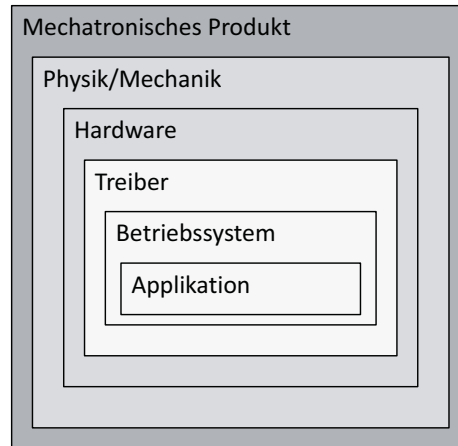 Mechatronisches Produkt
Physik/Mechanik
Hardware
Treiber
Betriebssystem
Applikation